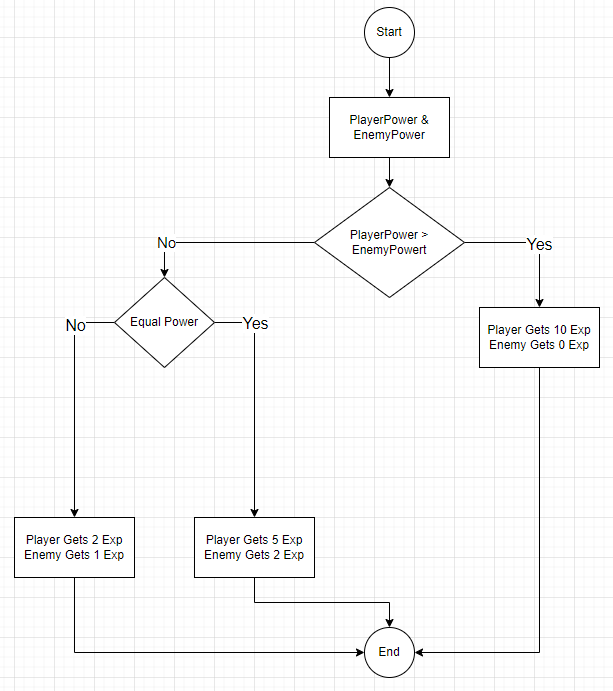 Start
PlayerPower &
EnemyPower
PlayerPower >
EnemyPowert
No
Yes
Equal Power
No
Yes
Player Gets 10 Exp
Enemy Gets 0 Exp
Player Gets 2 Exp
Enemy Gets 1 Exp
Player Gets 5 Exp
Enemy Gets 2 Exp
End